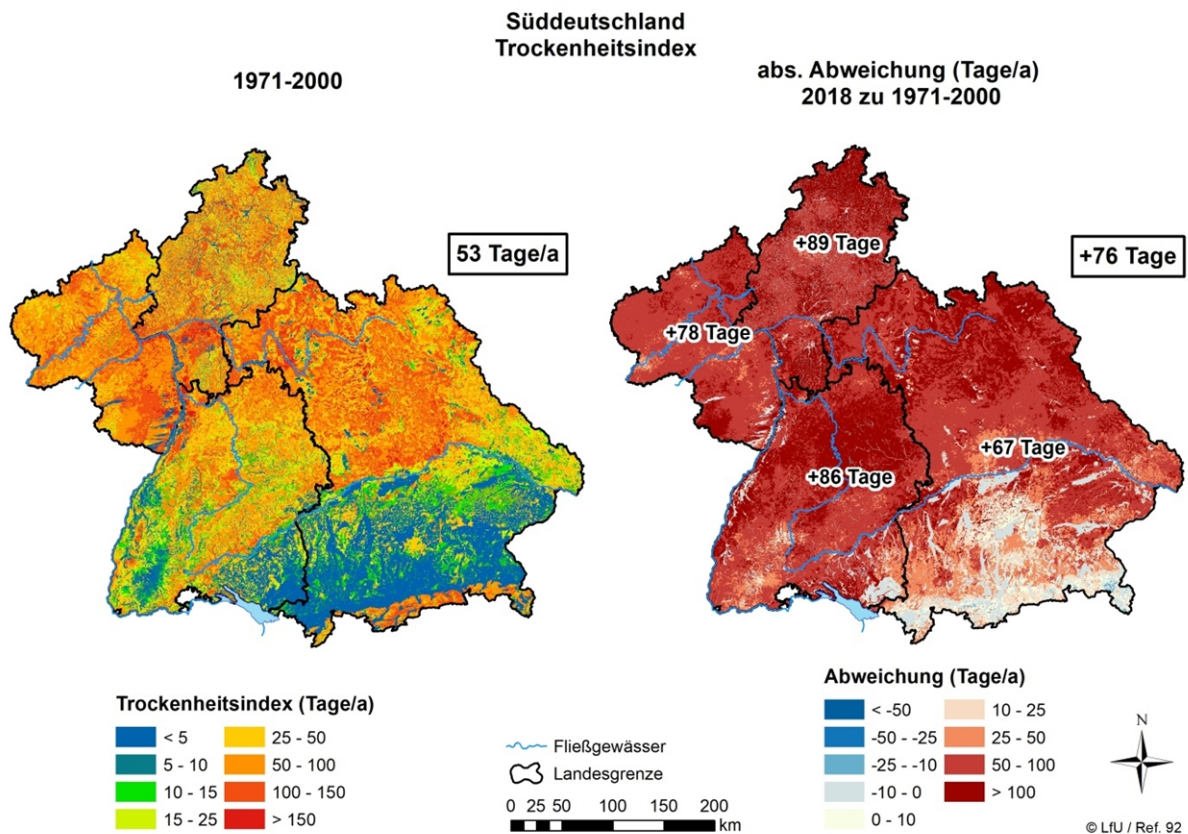 Süddeutschland
Trockenheitsindex
1971-2000
abs. Abweichung (Tage/a)
2018 zu 1971-2000
53 Tage/a
+89 Tage
+76 Tage
+78 Tage
+67 Tage
+86 Tage
Trockenheitsindex (Tage/a)
< 5
25 - 50
5 - 10
50 - 100
10 - 15
100 - 150
15 - 25
> 150
Fließgewässer
Landesgrenze
0 25 50 100 150 200
km
Abweichung (Tage/a)
< -50
10 - 25
-50 - -25
25 - 50
-25 - -10
50 - 100
-10 - 0
> 100
0 - 10
N
© LfU / Ref. 92